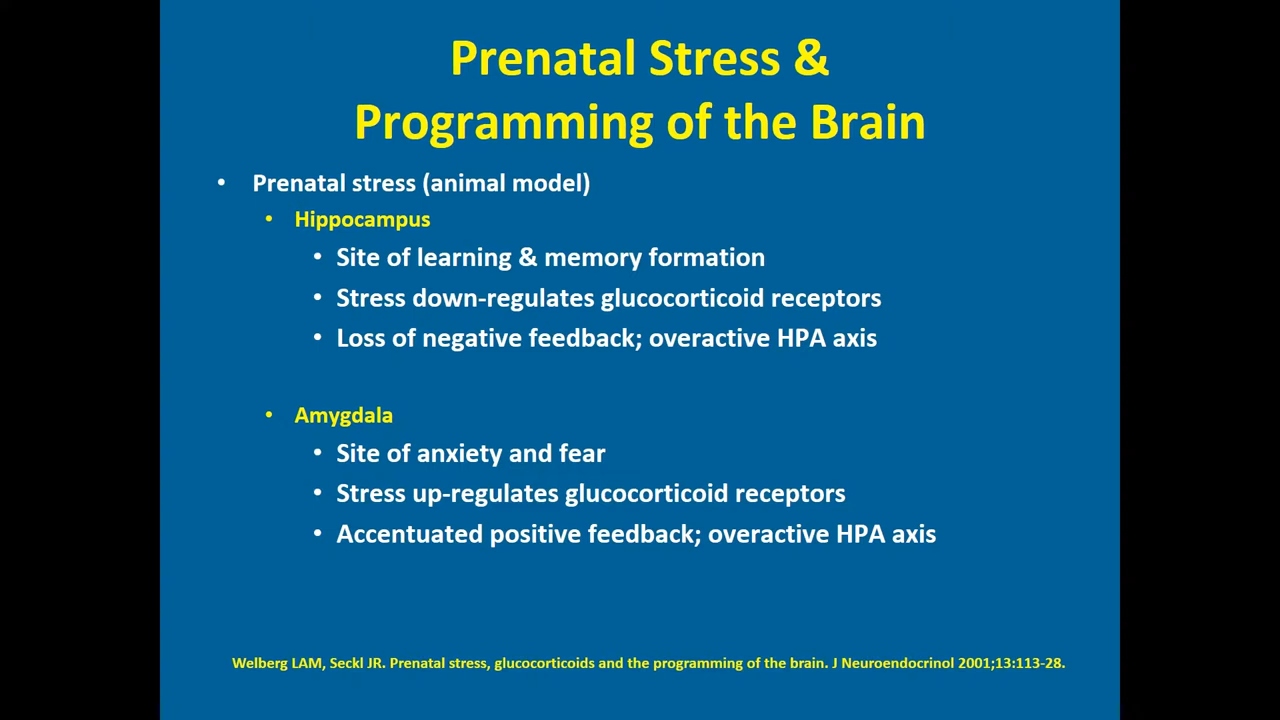 Prenatal Stress &
Programming of the Brain
• Prenatal stress (animal model)
• Hippocampus
• Site of learning & memory formation
• Stress down-regulates glucocorticoid receptors
• Loss of negative feedback; overactive HPA axis
• Amygdala
• Site of anxiety and fear
• Stress up-regulates glucocorticoid receptors
• Accentuated positive feedback; overactive HPA axis
Welberg LAM, Seckl JR. Prenatal stress, glucocorticoids and the programming of the brain. J Neuroendocrinol 2001;13:113-28.